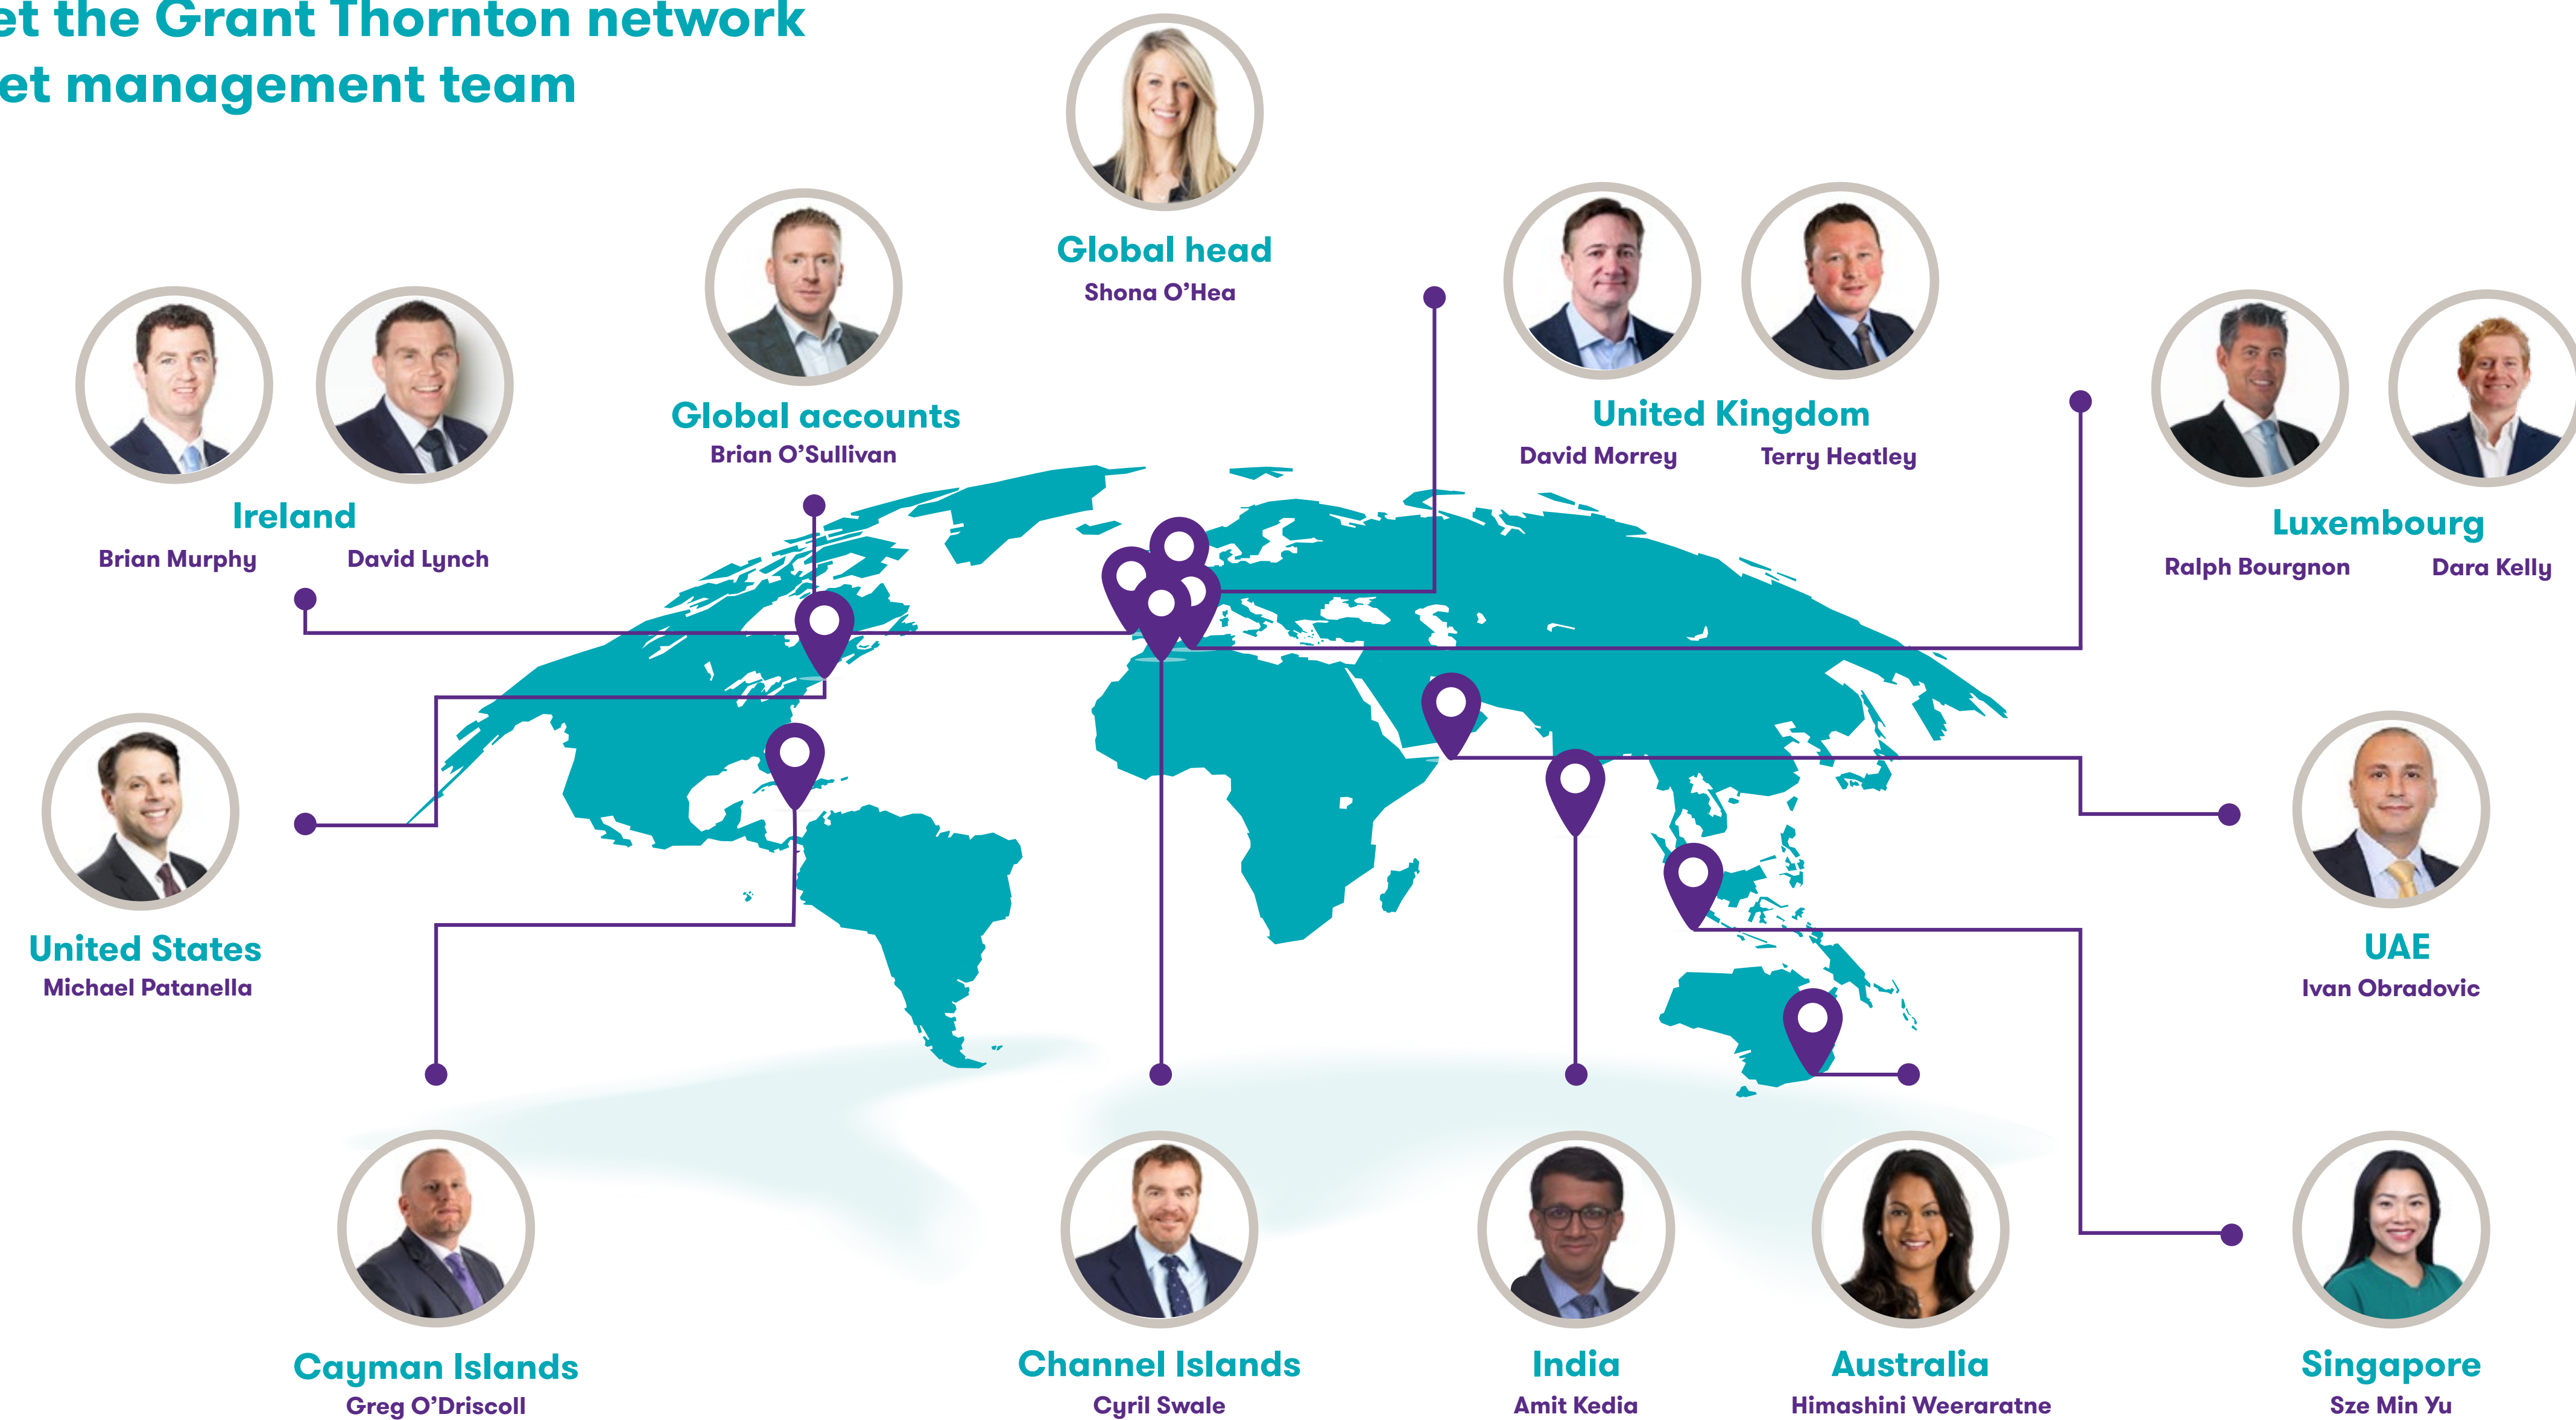 et the Grant Thornton network
et management team
Global head
Shona O’Hea
Global accounts
Brian O’Sullivan
United Kingdom
David Morrey Terry Heatley
Ireland
Brian Murphy David Lynch
Luxembourg
Ralph Bourgnon Dara Kelly
United States
Michael Patanella
UAE
Ivan Obradovic
Cayman Islands
Greg O’Driscoll
Channel Islands
Cyril Swale
India
Amit Kedia
Australia
Himashini Weeraratne
Singapore
Sze Min Yu